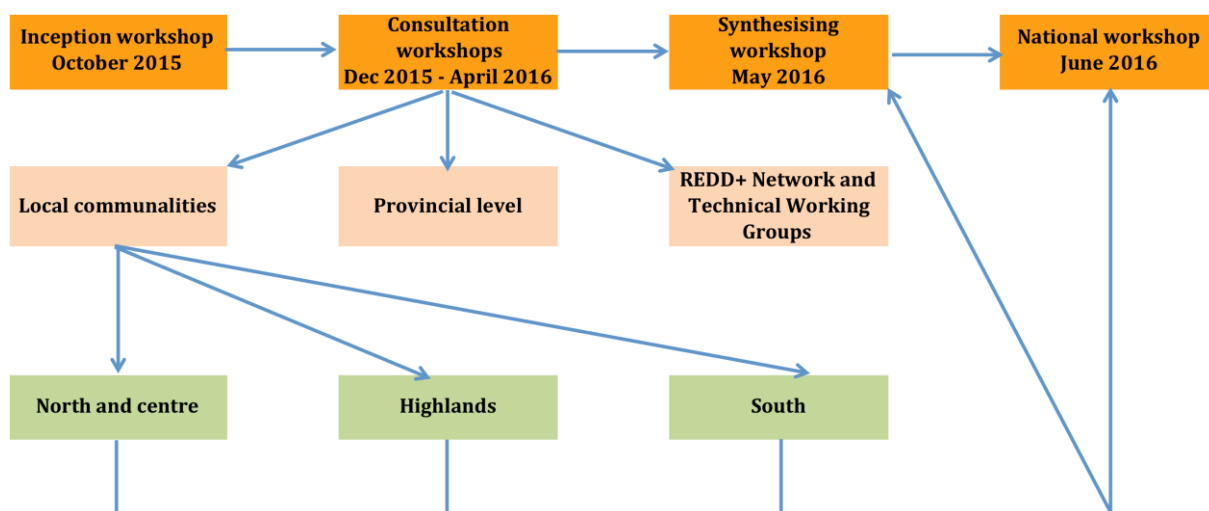 Inception workshop
October 2015
Consultation
workshops
Dec 2015 - April 2016
Synthesising
workshop
May 2016
National workshop
June 2016
Local communalities
Provincial level
REDD+ Network and
Technical Working
Groups
North and centre
Highlands
South